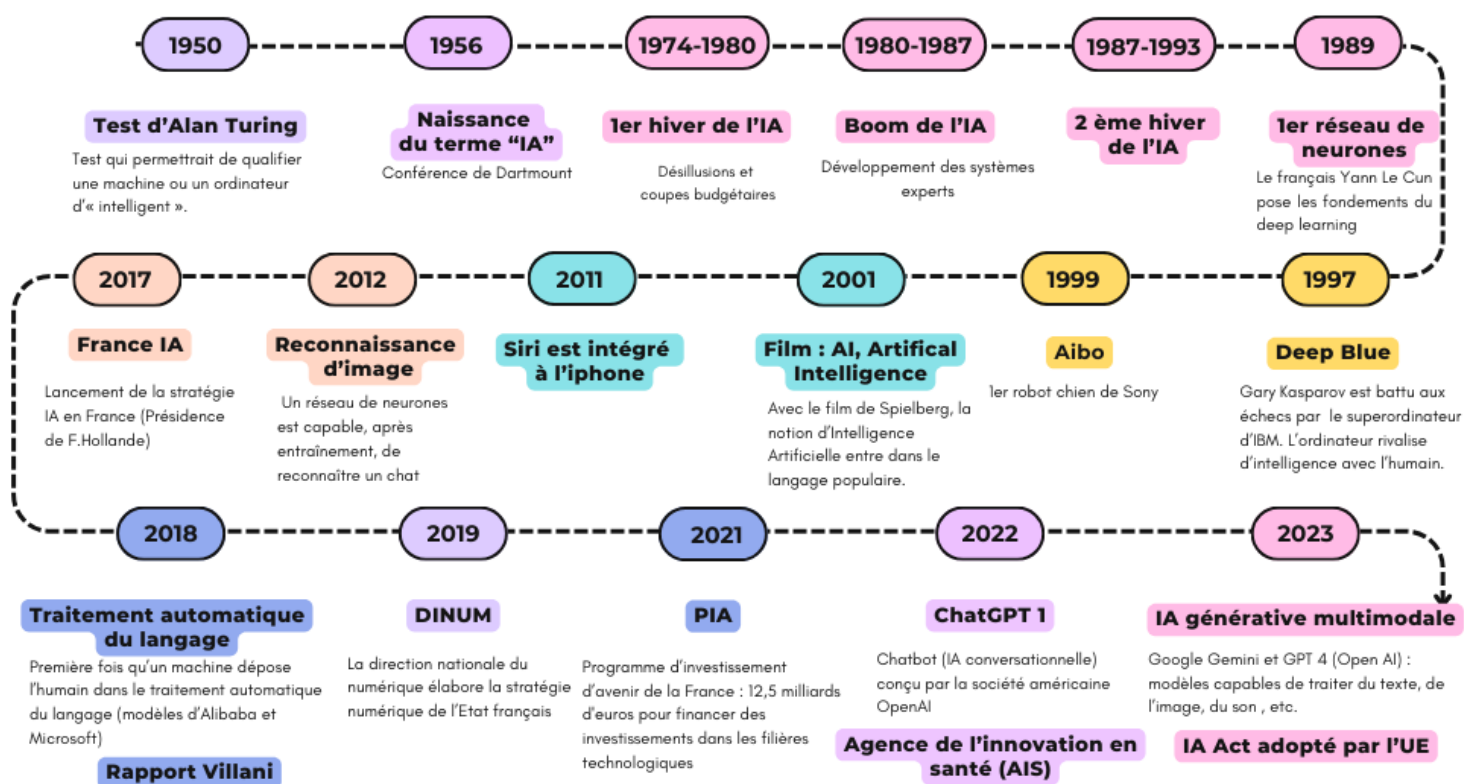 1950
1956
1974-1980
1980-1987
1987-1993
1989
Test d'Alan Turing
Test qui permettrait de qualifier
une machine ou un ordinateur
d'« intelligent ».
Naissance
du terme “IA”
Conférence de Dartmount
1er hiver de l'IA
Désillusions et
coupes budgétaires
Boom de l'IA
Développement des systèmes
experts
2 ème hiver
de l'IA
1er réseau de
neurones
Le français Yann Le Cun
pose les fondements du
deep learning
2017
2012
2011
2001
1999
1997
France IA
Lancement de la stratégie
IA en France (Présidence
de F.Hollande)
Reconnaissance
d'image
Un réseau de neurones
est capable, après
entraînement, de
reconnaître un chat
Siri est intégré
à l'iphone
Film : AI, Artifical
Intelligence
Avec le film de Spielberg, la
notion d'Intelligence
Artificielle entre dans le
langage populaire.
Aibo
1er robot chien de Sony
Deep Blue
Gary Kasparov est battu aux
échecs par le superordinateur
d'IBM. L'ordinateur rivalise
d'intelligence avec l'humain.
2018
2019
2021
2022
2023
Traitement automatique
du langage
Première fois qu'un machine dépose
l'humain dans le traitement automatique
du langage (modèles d'Alibaba et
Microsoft)
Rapport Villani
DINUM
La direction nationale du
numérique élabore la stratégie
numérique de l'Etat français
PIA
Programme d'investissement
d'avenir de la France : 12,5 milliards
d'euros pour financer des
investissements dans les filières
technologiques
ChatGPT 1
Chatbot (IA conversationnelle)
conçu par la société américaine
OpenAI
Agence de l'innovation en
santé (AIS)
IA générative multimodale
Google Gemini et GPT 4 (Open AI) :
modèles capables de traiter du texte, de
l'image, du son , etc.
IA Act adopté par l'UE